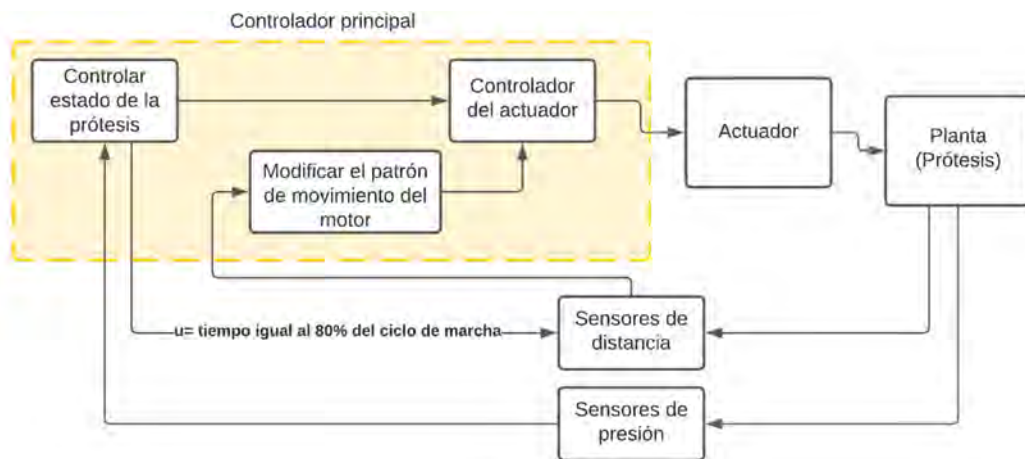 Controlador principal
Controlar
estado de la
prótesis
Controlador
del actuador
Actuador
Planta
(Prótesis)
Modificar el patrón
de movimiento del
motor
u= tiempo igual al 80% del ciclo de marcha
Sensores de
distancia
Sensores de
presión